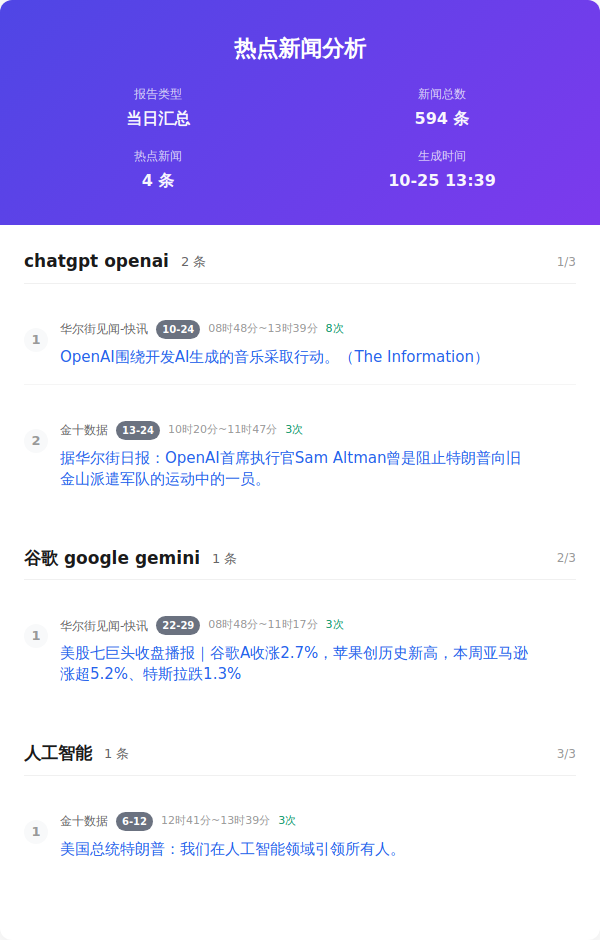 热点新闻分析
报告类型
新闻总数
当日汇总
594 条
热点新闻
生成时间
4 条
10-25 13:39
chatgpt openai 2 条 1/3
1 华尔街见闻-快讯 10-24 08时48分~13时39分 8次
OpenAI围绕开发AI生成的音乐采取行动。（The Information）
2 金十数据 13-24 10时20分~11时47分 3次
据华尔街日报：OpenAI首席执行官Sam Altman曾是阻止特朗普向旧
金山派遣军队的运动中的一员。
谷歌 google gemini 1 条 2/3
1 华尔街见闻-快讯 22-29 08时48分~11时17分 3次
美股七巨头收盘播报｜谷歌A收涨2.7%，苹果创历史新高，本周亚马逊
涨超5.2%、特斯拉跌1.3%
人工智能 1 条 3/3
1 金十数据 6-12 12时41分~13时39分 3次
美国总统特朗普：我们在人工智能领域引领所有人。